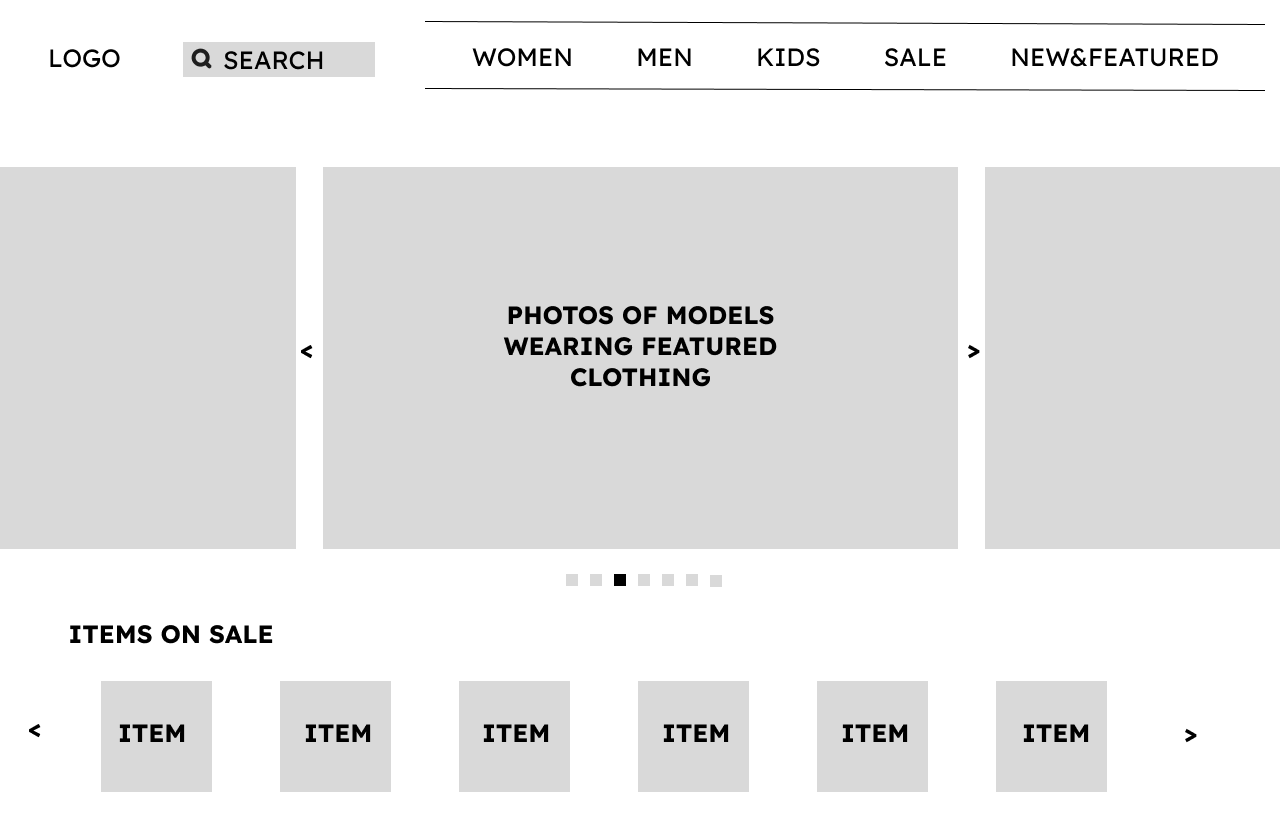 LOGO
SEARCH
WOMEN
MEN
KIDS
SALE
NEW&FEATURED
PHOTOS OF MODELS
WEARING FEATURED
CLOTHING
<
>
ITEMS ON SALE
<
ITEM
ITEM
ITEM
ITEM
ITEM
ITEM
>